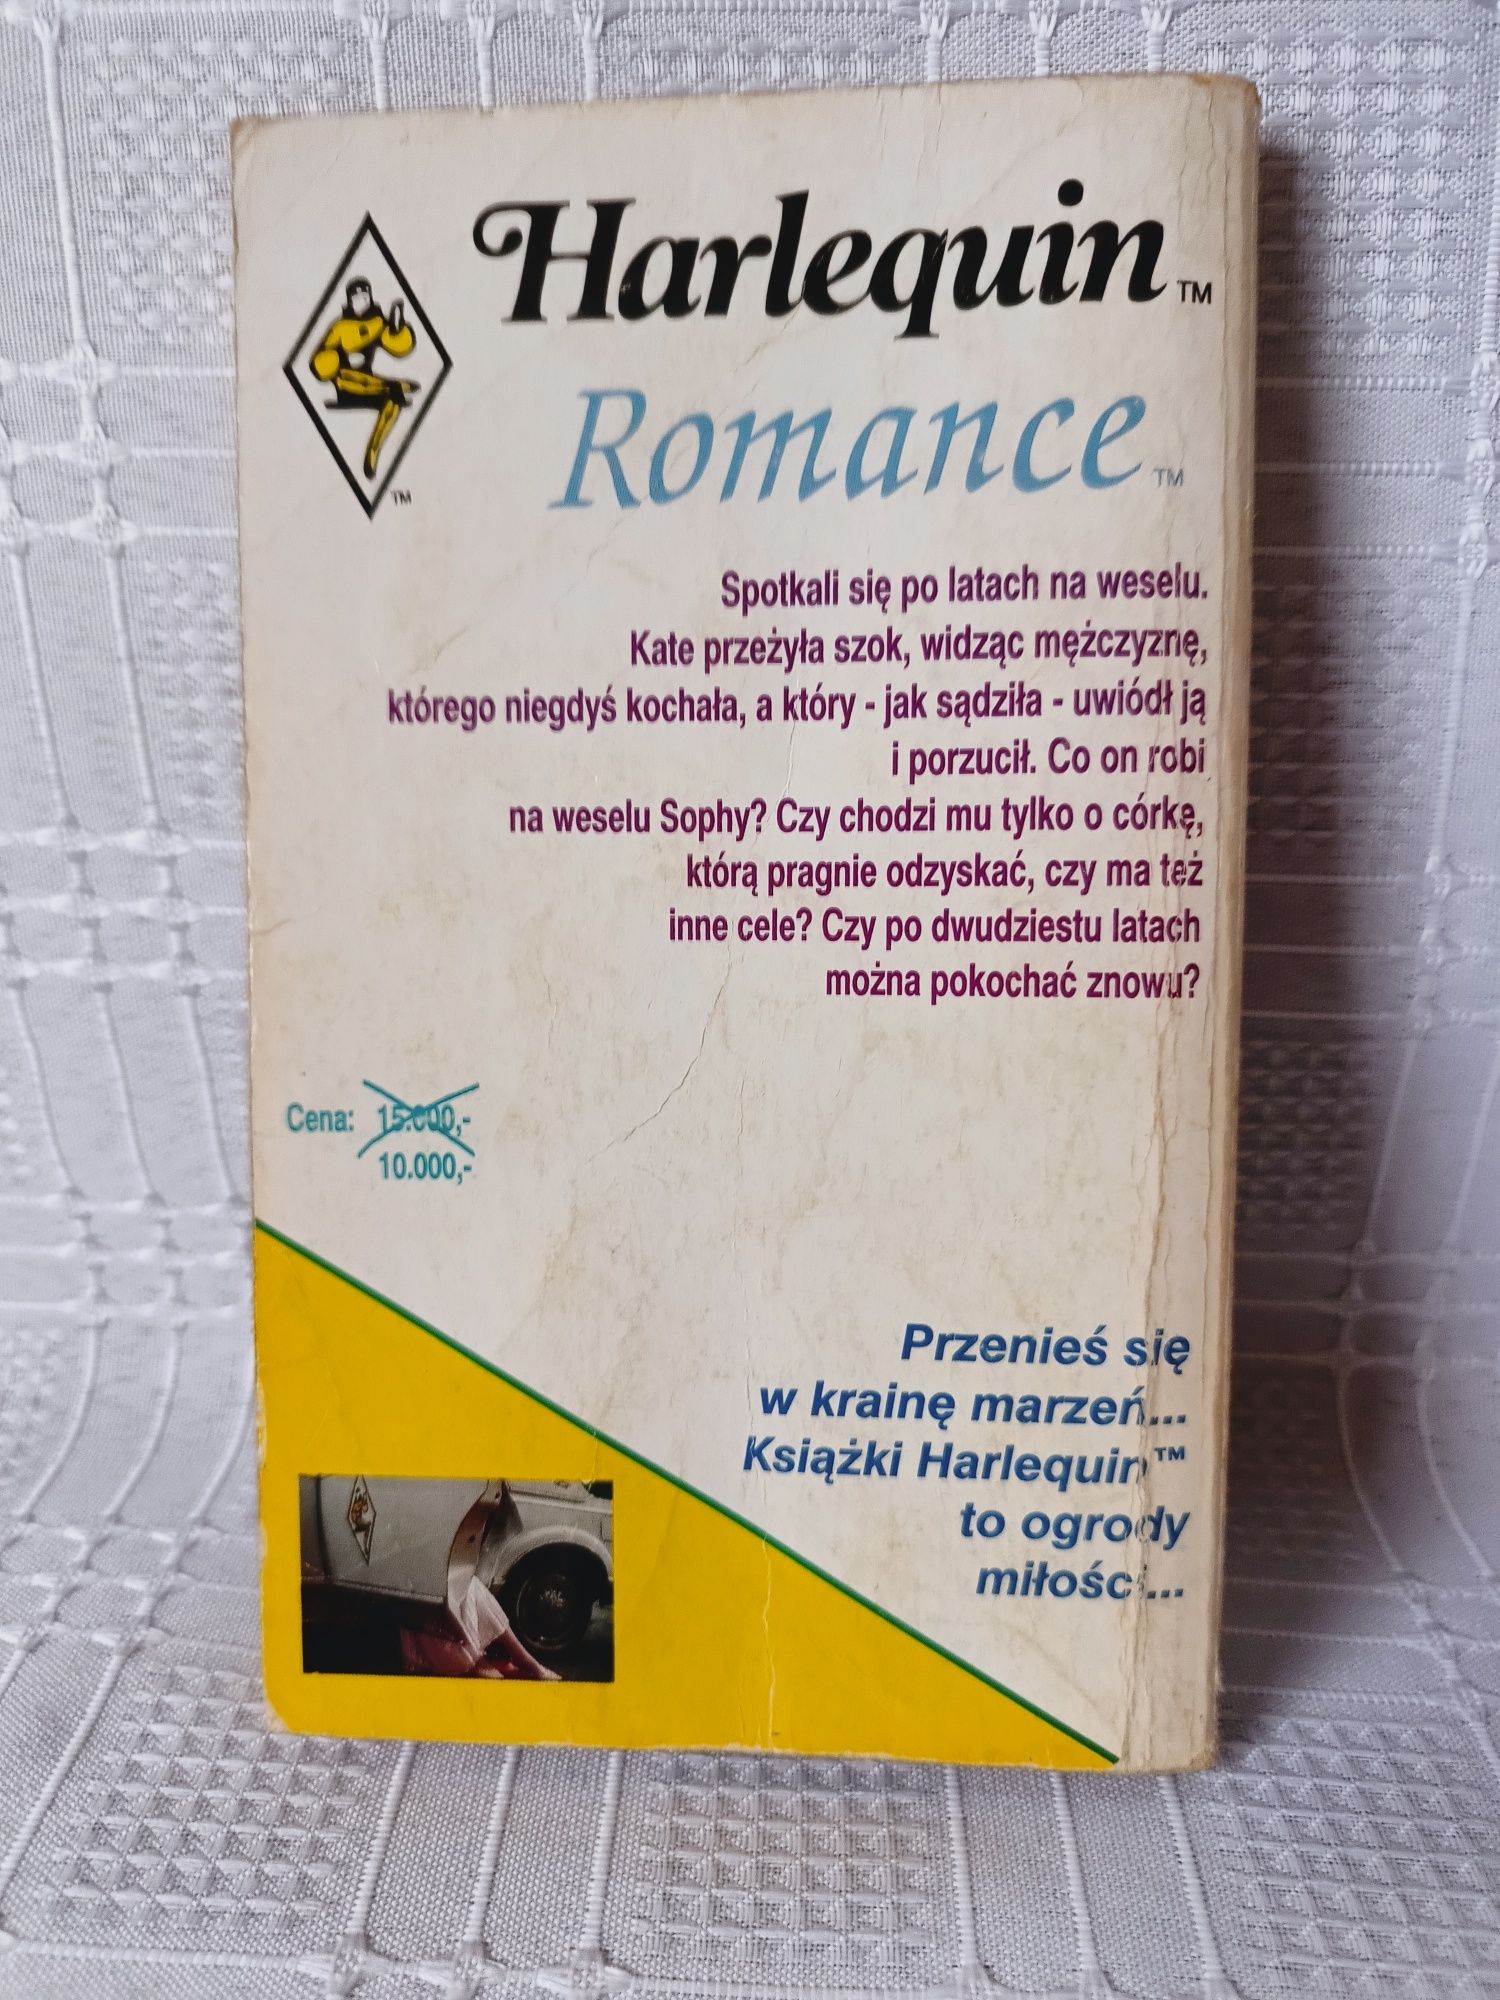 Harlequin™
Romance™
TM
Spotkali się po latach na weselu.
Kate przeżyła szok, widząc mężczyznę,
którego niegdyś kochała, a który - jak sądziła - uwiódł ją
i porzucił. Co on robi
na weselu Sophy? Czy chodzi mu tylko o córkę,
którą pragnie odzyskać, czy ma też
inne cele? Czy po dwudziestu latach
można pokochać znowu?
Cena: 15.000,-
10.000,-
Przenieś się
w krainę marzeń...
Książki Harlequin™
to ogrody
miłości...